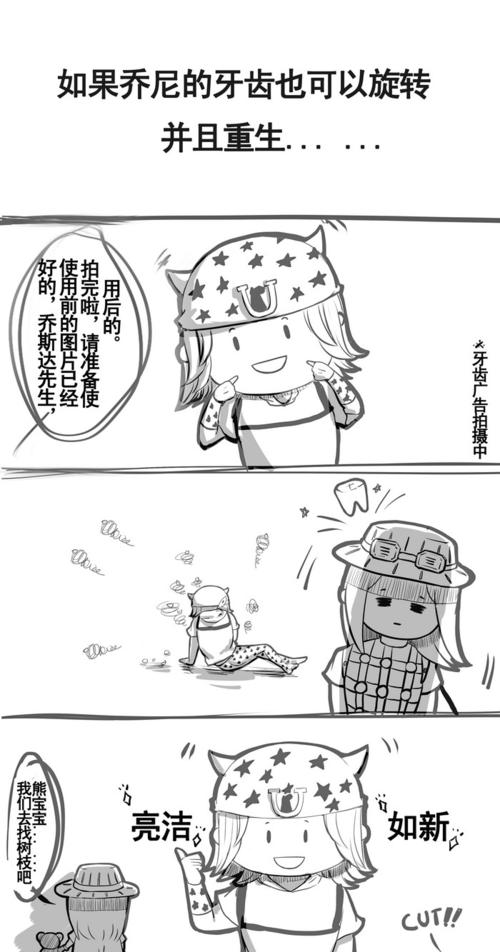 如果乔尼的牙齿也可以旋转
并且重生... ...
好的，乔斯达先生，
使用前的图片已经
拍完啦，请准备使
用后的。
*牙齿广告拍摄中
U
熊宝宝......
我们去找树枝吧
亮洁
如新
U
CUT!!